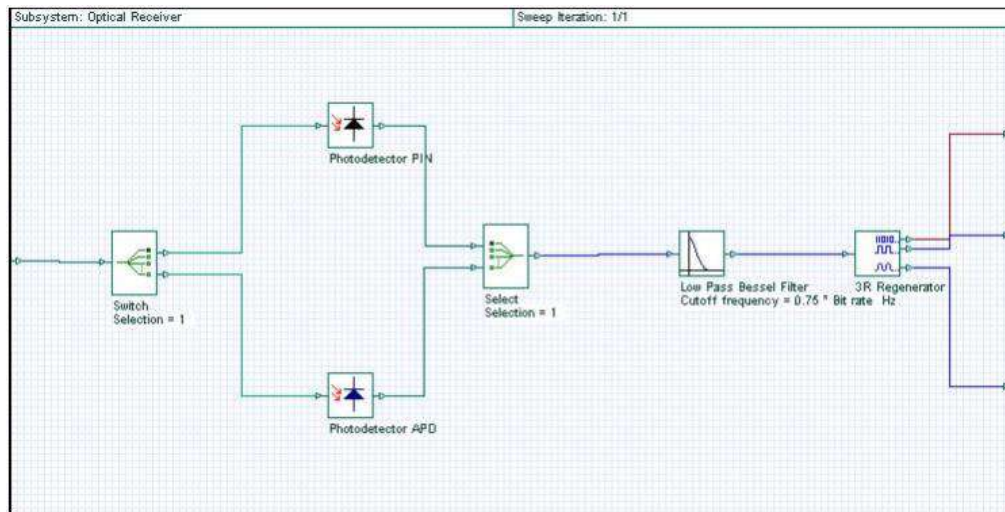 Subsystem: Optical Receiver
Sweep Iteration: 1/1
Photodetector PIN
Switch
Selection = 1
Select
Selection = 1
Low Pass Bessel Filter
Cutoff frequency = 0.75 * Bit rate Hz
3R Regenerator
Photodetector APD